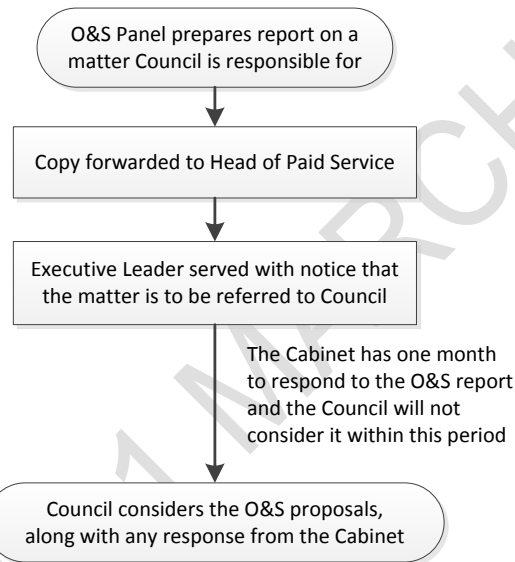 O&S Panel prepares report on a
matter Council is responsible for
Copy forwarded to Head of Paid Service
Executive Leader served with notice that
the matter is to be referred to Council
The Cabinet has one month
to respond to the O&S report
and the Council will not
consider it within this period
Council considers the O&S proposals,
along with any response from the Cabinet
1 MARCH